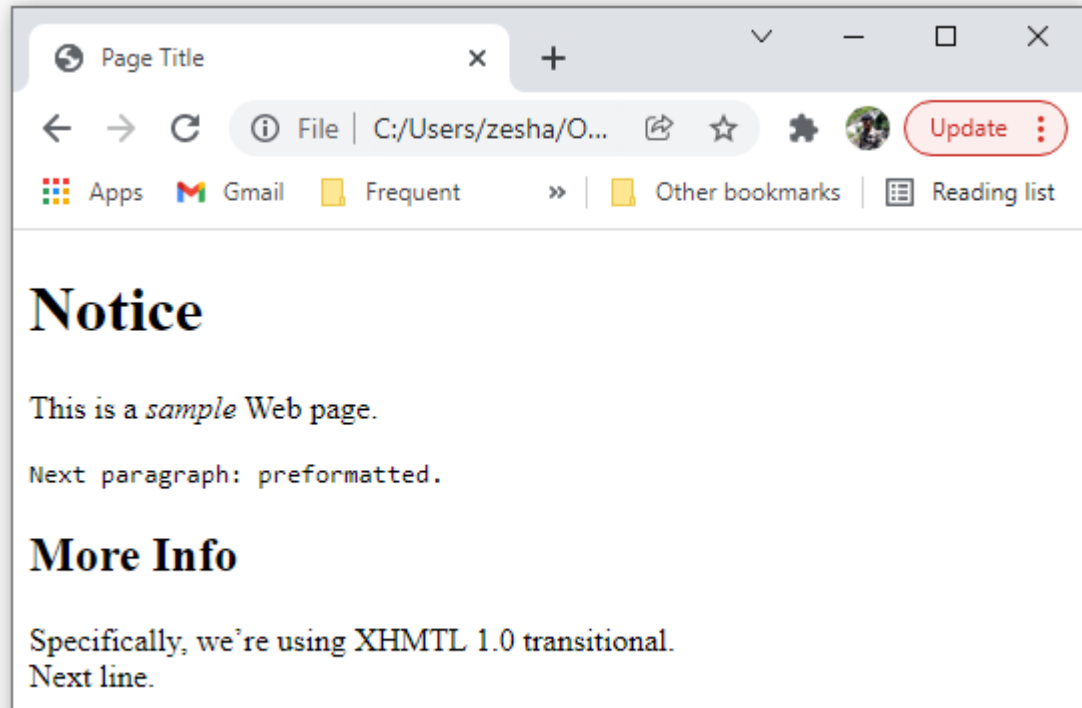 Page Title
File C:/Users/zesha/O... Update
Apps Gmail Frequent » Other bookmarks Reading list
Notice
This is a sample Web page.
Next paragraph: preformatted.
More Info
Specifically, we’re using XHMTL 1.0 transitional.
Next line.